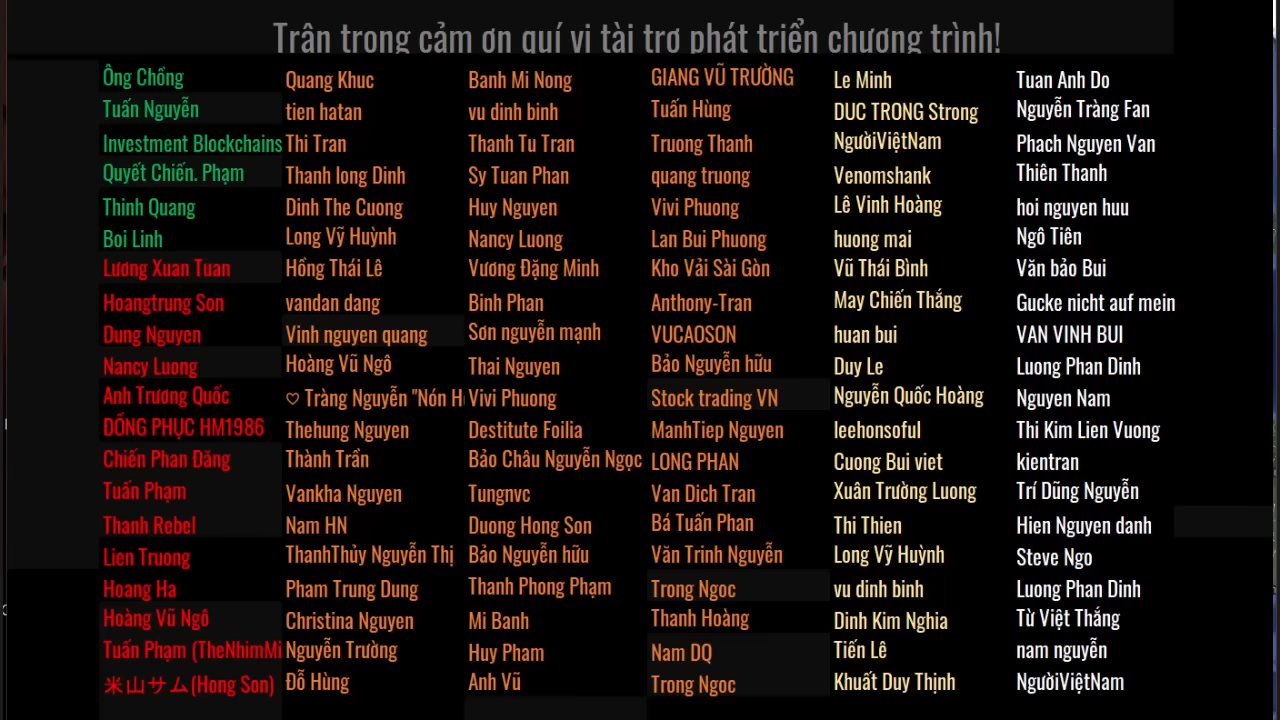 Trân trọng cảm ơn quí vị tài trợ phát triển chương trình!
Ông Chồng
Tuấn Nguyễn
Investment Blockchains
Quyết Chiến. Phạm
Thinh Quang
Boi Linh
Lương Xuan Tuan
Hoangtrung Son
Dung Nguyen
Nancy Luong
Anh Trương Quốc
ĐỒNG PHỤC HM1986
Chiến Phan Đăng
Tuấn Phạm
Thanh Rebel
Lien Truong
Hoang Ha
Hoàng Vũ Ngô
Tuấn Phạm (TheNhimMi
米山サム(Hong Son)
Quang Khuc
tien hatan
Thi Tran
Thanh long Dinh
Dinh The Cuong
Long Vỹ Huỳnh
Hồng Thái Lê
vandan dang
Vinh nguyen quang
Hoàng Vũ Ngô
♡ Tràng Nguyễn "Nón H
Thehung Nguyen
Thành Trần
Vankha Nguyen
Nam HN
ThanhThủy Nguyễn Thị
Pham Trung Dung
Christina Nguyen
Nguyễn Trường
Đỗ Hùng
Banh Mi Nong
vu dinh binh
Thanh Tu Tran
Sy Tuan Phan
Huy Nguyen
Nancy Luong
Vương Đặng Minh
Binh Phan
Sơn nguyễn mạnh
Thai Nguyen
Vivi Phuong
Destitute Foilia
Bảo Châu Nguyễn Ngọc
Tungnvc
Duong Hong Son
Bảo Nguyễn hữu
Thanh Phong Phạm
Mi Banh
Huy Pham
Anh Vũ
GIANG VŨ TRƯỜNG
Tuấn Hùng
Truong Thanh
quang truong
Vivi Phuong
Lan Bui Phuong
Kho Vải Sài Gòn
Anthony-Tran
VUCAOSON
Bảo Nguyễn hữu
Stock trading VN
ManhTiep Nguyen
LONG PHAN
Van Dich Tran
Bá Tuấn Phan
Văn Trinh Nguyễn
Trong Ngoc
Thanh Hoàng
Nam DQ
Trong Ngoc
Le Minh
DUC TRONG Strong
NgườiViệtNam
Venomshank
Lê Vinh Hoàng
huong mai
Vũ Thái Bình
May Chiến Thắng
huan bui
Duy Le
Nguyễn Quốc Hoàng
leehonsoful
Cuong Bui viet
Xuân Trường Luong
Thi Thien
Long Vỹ Huỳnh
vu dinh binh
Dinh Kim Nghia
Tiến Lê
Khuất Duy Thịnh
Tuan Anh Do
Nguyễn Tràng Fan
Phach Nguyen Van
Thiên Thanh
hoi nguyen huu
Ngô Tiên
Văn bảo Bui
Gucke nicht auf mein
VAN VINH BUI
Luong Phan Dinh
Nguyen Nam
Thi Kim Lien Vuong
kientran
Trí Dũng Nguyễn
Hien Nguyen danh
Steve Ngo
Luong Phan Dinh
Từ Việt Thắng
nam nguyễn
NgườiViệtNam